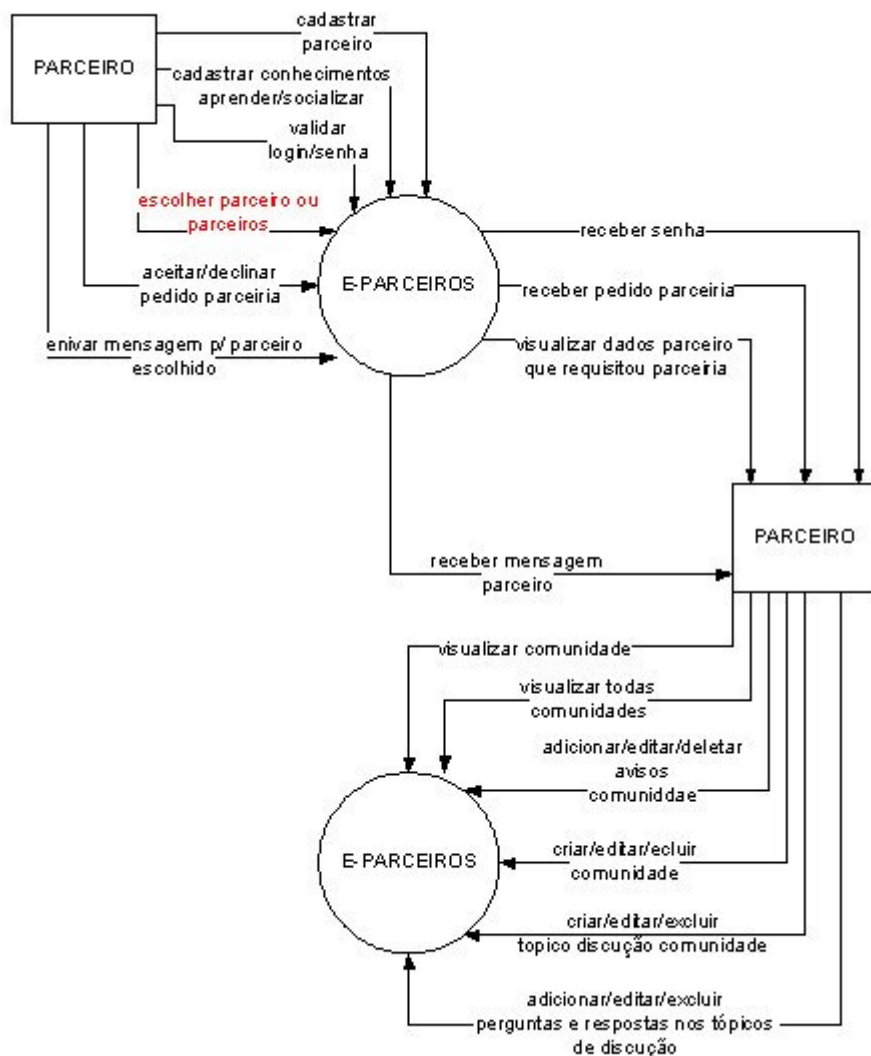 cadastrar
parceiro
PARCEIRO
cadastrar conhecimentos
aprender/socializar
validar
login/senha
escolher parceiro ou
parceiros
receber senha
aceitar/declinar
pedido parceiria
E-PARCEIROS
receber pedido parceiria
enivar mensagem p/ parceiro
escolhido
visualizar dados parceiro
que requisitou parceiria
PARCEIRO
receber mensagem
parceiro
visualizar comunidade
visualizar todas
comunidades
adicionar/editar/deletar
avisos
comuniddae
E-PARCEIROS
criar/editar/ecluir
comunidade
criar/editar/excluir
topico discução comunidade
adicionar/editar/excluir
perguntas e respostas nos tópicos
de discução